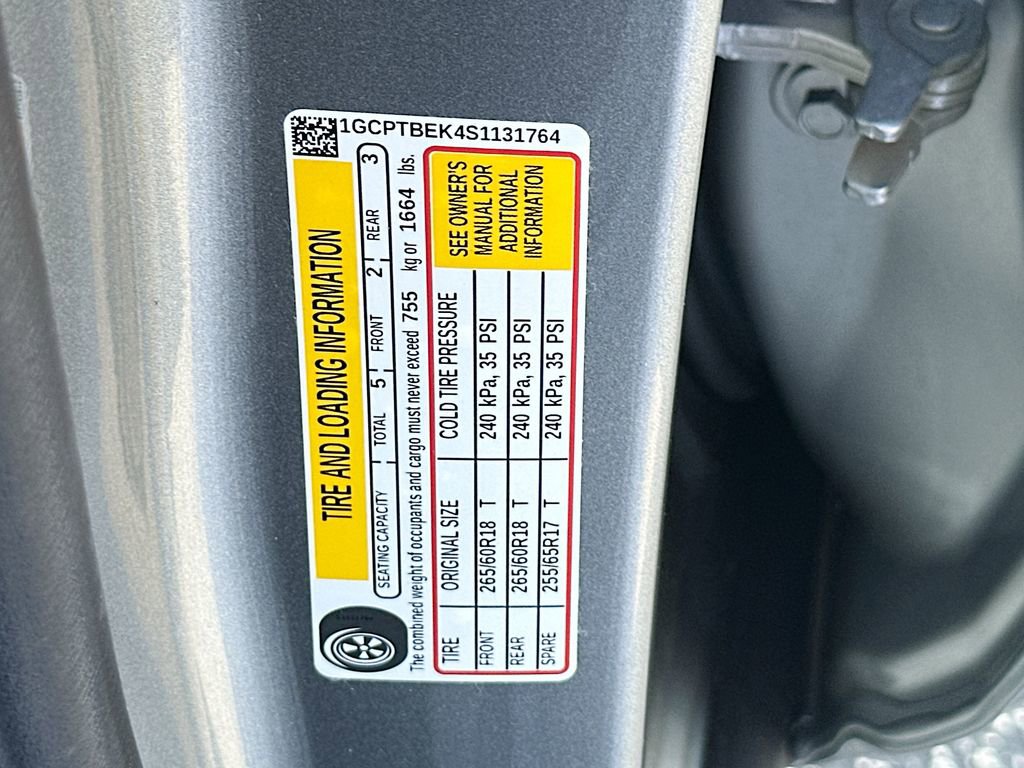 1GCPTBEK4S1131764
TIRE AND LOADING INFORMATION
SEATING CAPACITY TOTAL 5 FRONT 2 REAR 3
The combined weight of occupants and cargo must never exceed 755 kg or 1664 lbs.
TIRE ORIGINAL SIZE COLD TIRE PRESSURE
FRONT 265/60R18 T 240 kPa, 35 PSI
REAR 265/60R18 T 240 kPa, 35 PSI
SPARE 255/65R17 T 240 kPa, 35 PSI
SEE OWNER'S
MANUAL FOR
ADDITIONAL
INFORMATION